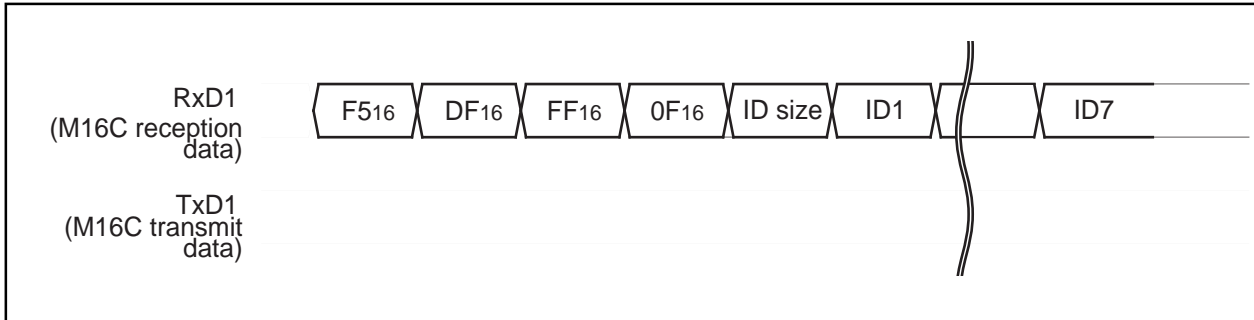 RxD1
(M16C reception
data)
F516 DF16 FF16 0F16 ID size ID1 ID7
TxD1
(M16C transmit
data)